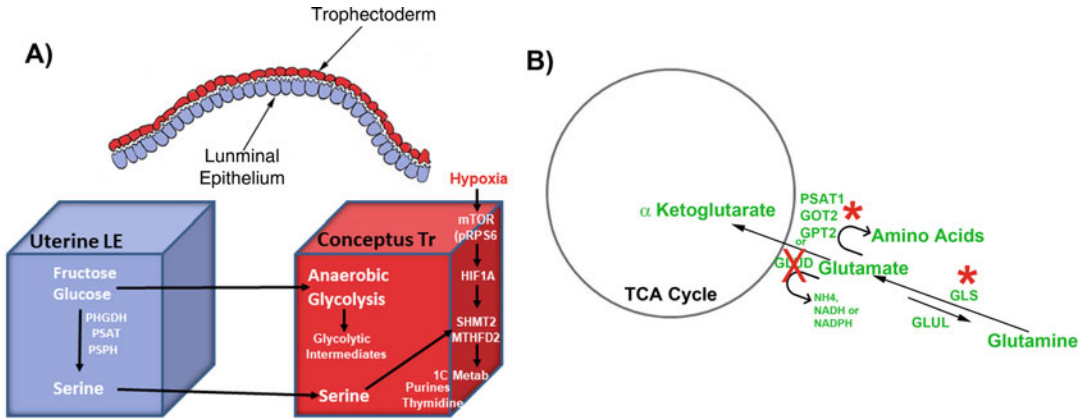 A)
Trophectoderm
Lunminal
Epithelium
Uterine LE
Fructose
Glucose
PHGDH
PSAT
PSPH
Serine
Conceptus Tr
Anaerobic
Glycolysis
Glycolytic
Intermediates
Serine
Hypoxia
mTOR
(pRPS6
HIF1A
SHMT2
MTHFD2
1C Metab
Purines
Thymidine
B)
TCA Cycle
α Ketoglutarate
PSAT1
GOT2
GPT2
or
GLUD
*
Amino Acids
Glutamate
NH4,
NADH or
NADPH
*
GLS
GLUL
Glutamine